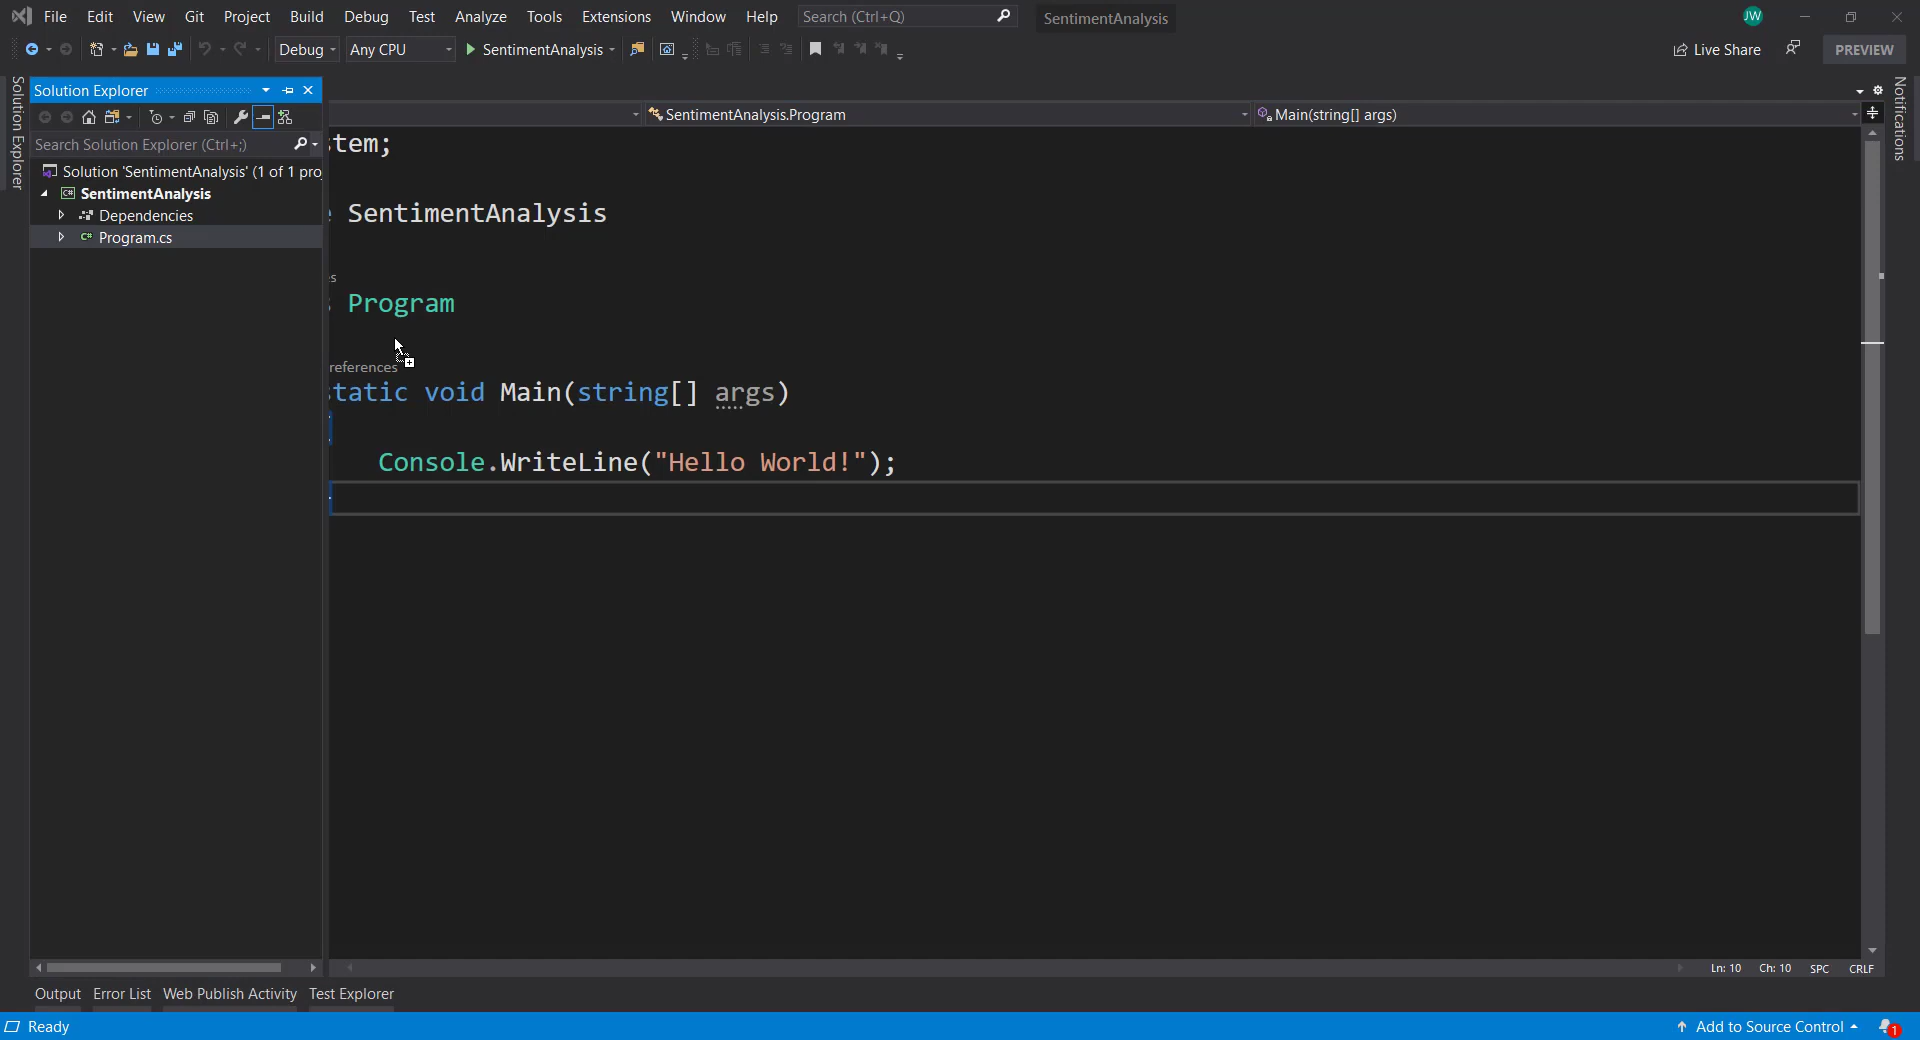 File Edit View Git Project Build Debug Test Analyze Tools Extensions Window Help Search (Ctrl+Q) SentimentAnalysis JW
Debug Any CPU SentimentAnalysis Live Share PREVIEW
Solution Explorer
Solution Explorer
Search Solution Explorer (Ctrl+;)
Solution 'SentimentAnalysis' (1 of 1 pro
C# SentimentAnalysis
Dependencies
C# Program.cs
SentimentAnalysis.Program Main(string[] args)
Notifications
tem;
SentimentAnalysis
Program
references
tatic void Main(string[] args)
Console.WriteLine("Hello World!");
Ln: 10 Ch: 10 SPC CRLF
Output Error List Web Publish Activity Test Explorer
Ready Add to Source Control 1